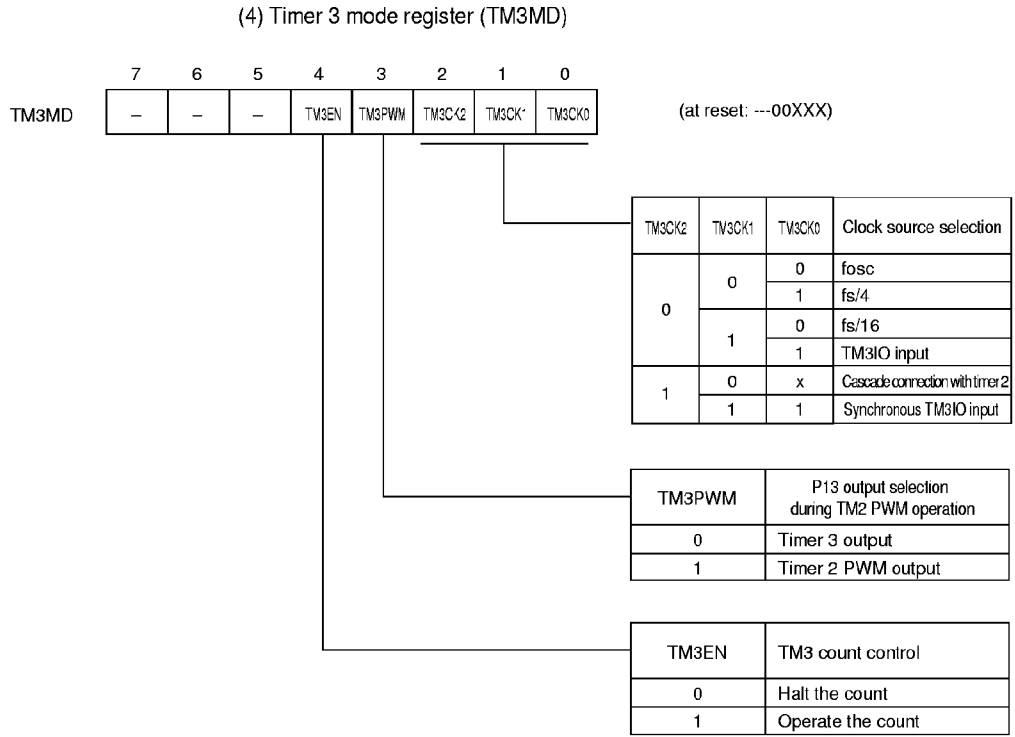 (4) Timer 3 mode register (TM3MD)
7 6 5 4 3 2 1 0
TM3MD – – – TM3EN TM3PWM TM3CK2 TM3CK1 TM3CK0 (at reset: ---00XXX)
TM3CK2 TM3CK1 TM3CK0 Clock source selection
0 0 0 fosc
1 fs/4
1 0 fs/16
1 TM3IO input
1 0 x Cascade connection with timer 2
1 1 Synchronous TM3IO input
TM3PWM P13 output selection
during TM2 PWM operation
0 Timer 3 output
1 Timer 2 PWM output
TM3EN TM3 count control
0 Halt the count
1 Operate the count